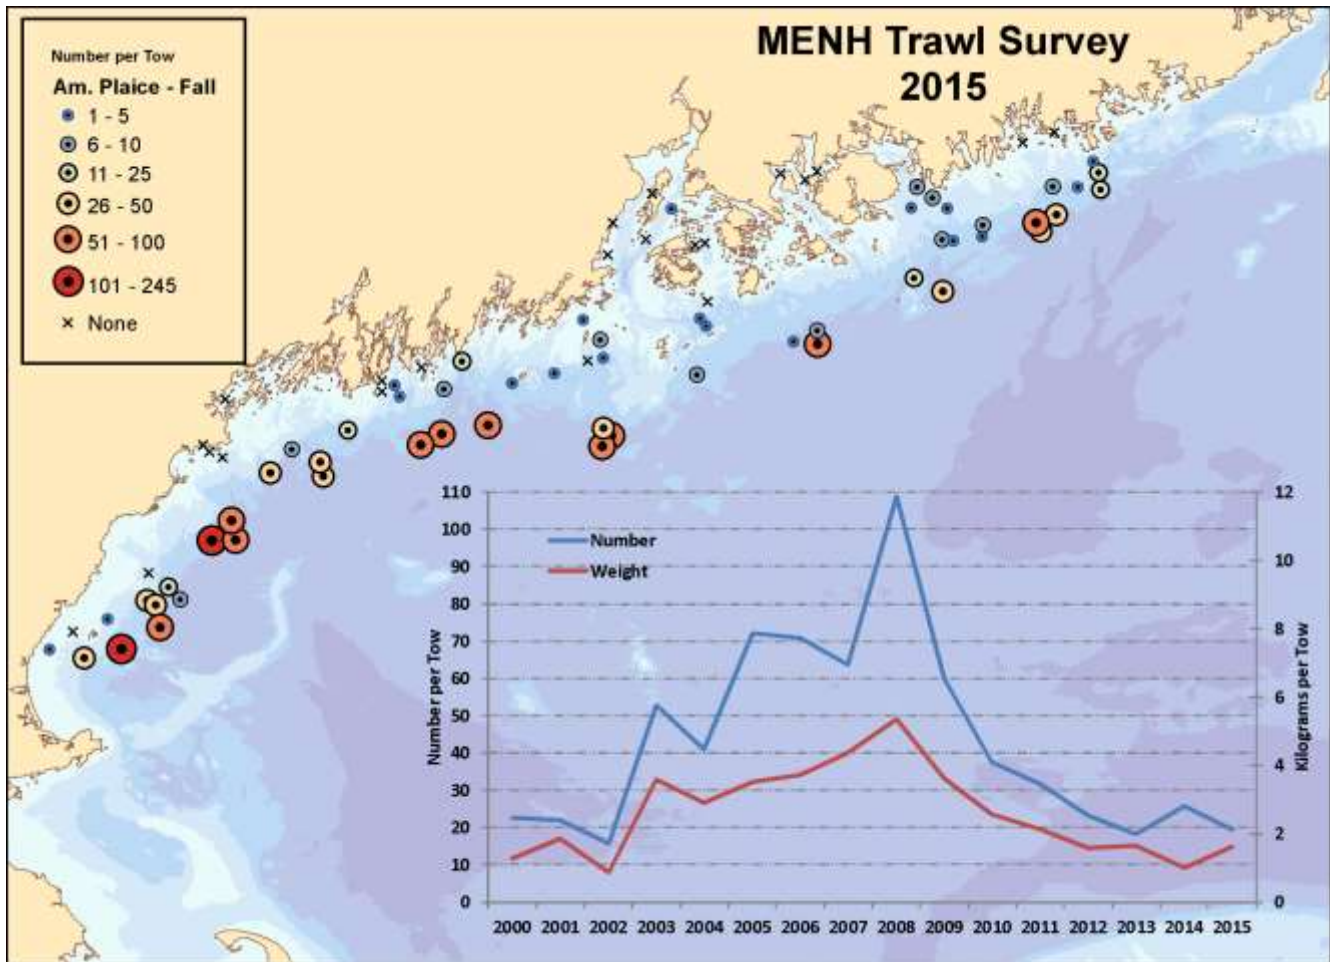 MENH Trawl Survey
2015
Number per Tow
Am. Plaice - Fall
1 - 5
6 - 10
11 - 25
26 - 50
51 - 100
101 - 245
None
Number
Weight
Number per Tow
110
100
90
80
70
60
50
40
30
20
10
0
Kilograms per Tow
12
10
8
6
4
2
0
2000 2001 2002 2003 2004 2005 2006 2007 2008 2009 2010 2011 2012 2013 2014 2015